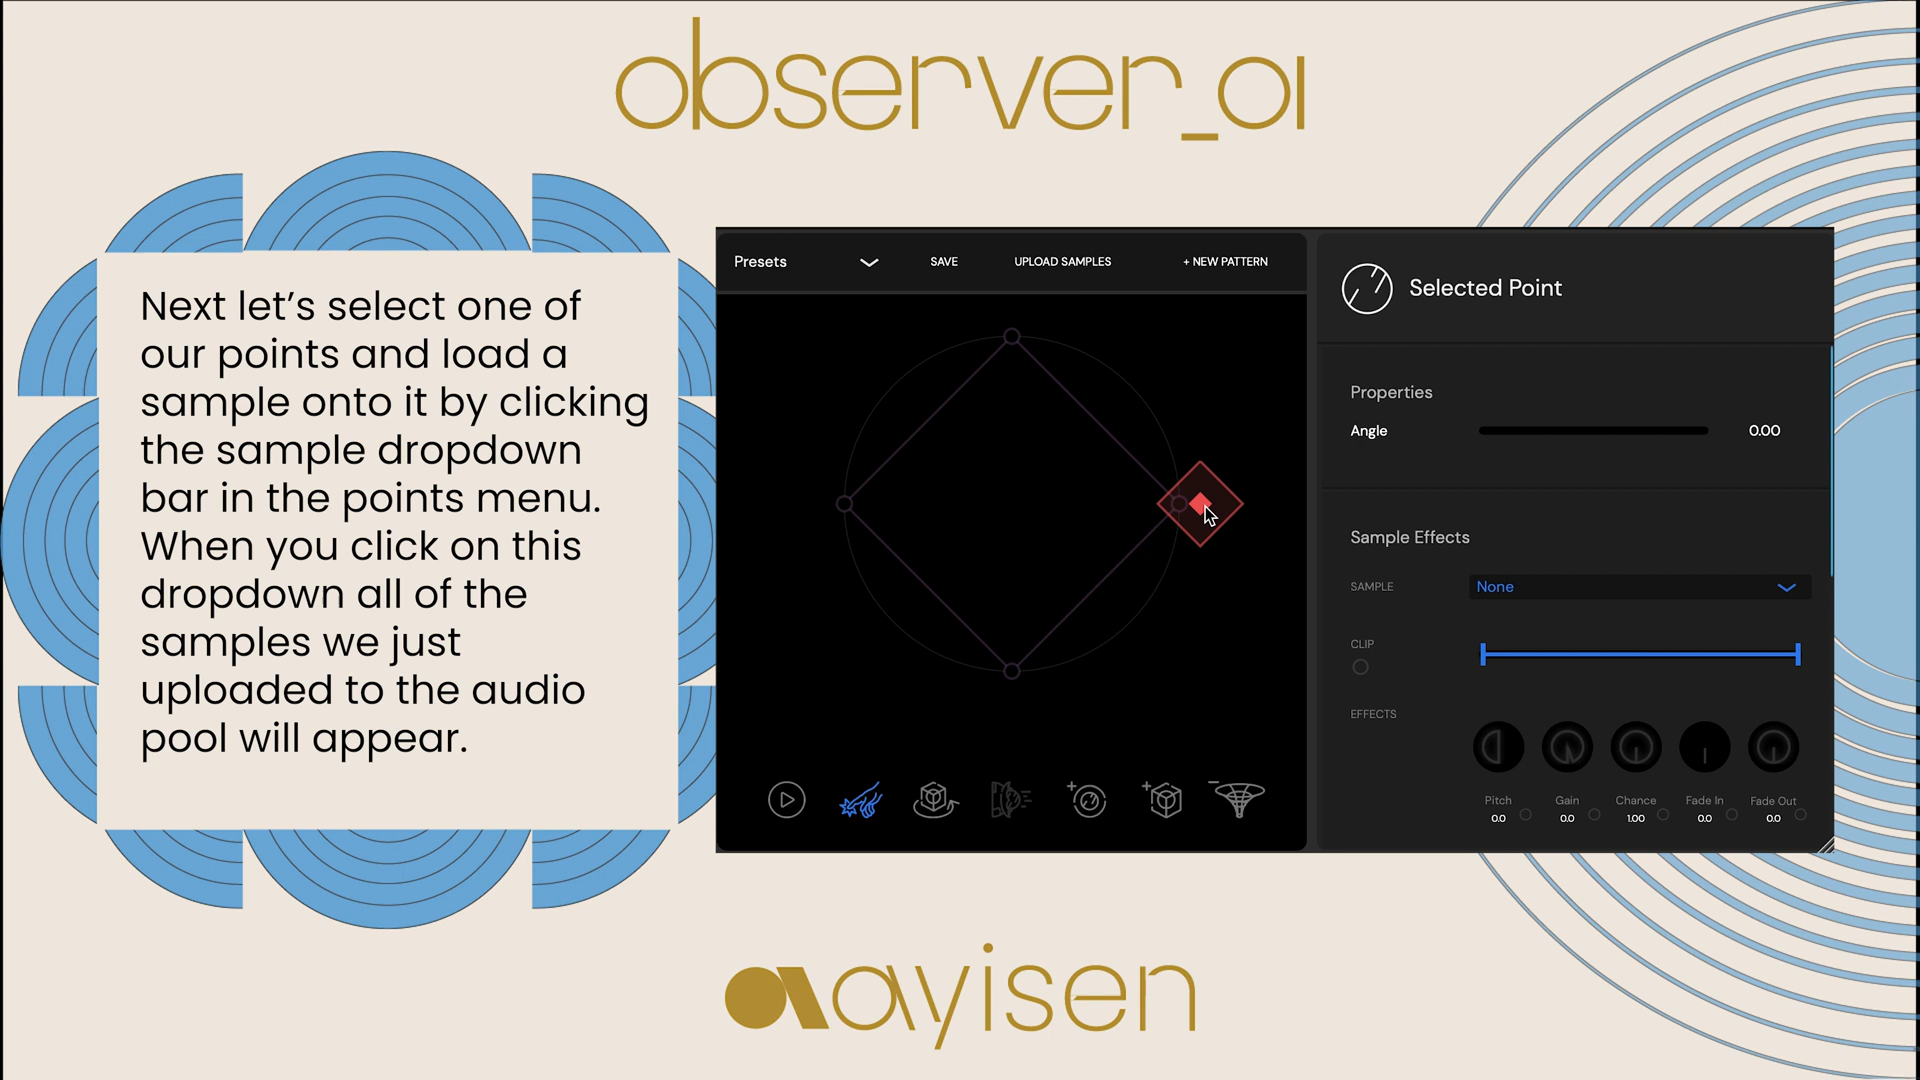 observer_01
Next let’s select one of
our points and load a
sample onto it by clicking
the sample dropdown
bar in the points menu.
When you click on this
dropdown all of the
samples we just
uploaded to the audio
pool will appear.
Presets
SAVE
UPLOAD SAMPLES
+ NEW PATTERN
Selected Point
Properties
Angle 0.00
Sample Effects
SAMPLE None
CLIP
EFFECTS
Pitch Gain Chance Fade In Fade Out
0.0 0.0 1.00 0.0 0.0
ayisen